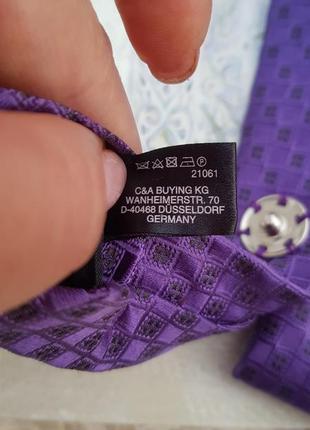 P
21061
C&A BUYING KG
WANHEIMERSTR. 70
D-40468 DÜSSELDORF
GERMANY